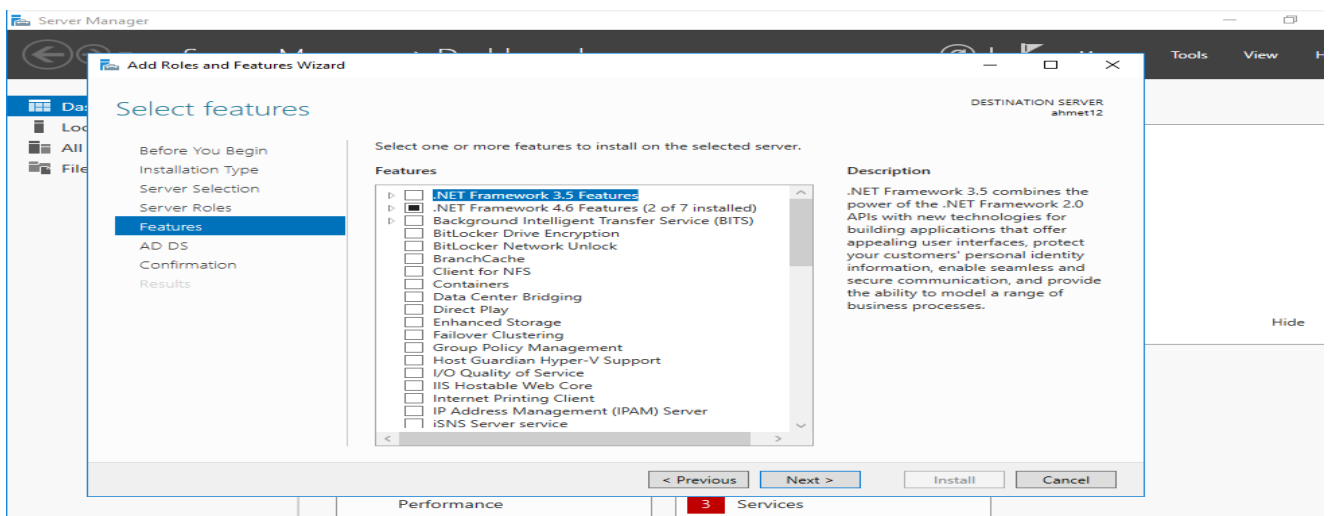 Server Manager
Tools View
Add Roles and Features Wizard
Select features
DESTINATION SERVER
ahmet12
Before You Begin
Installation Type
Server Selection
Server Roles
Features
AD DS
Confirmation
Results
Select one or more features to install on the selected server.
Features
.NET Framework 3.5 Features
.NET Framework 4.6 Features (2 of 7 installed)
Background Intelligent Transfer Service (BITS)
BitLocker Drive Encryption
BitLocker Network Unlock
BranchCache
Client for NFS
Containers
Data Center Bridging
Direct Play
Enhanced Storage
Failover Clustering
Group Policy Management
Host Guardian Hyper-V Support
I/O Quality of Service
IIS Hostable Web Core
Internet Printing Client
IP Address Management (IPAM) Server
iSNS Server service
Description
.NET Framework 3.5 combines the
power of the .NET Framework 2.0
APIs with new technologies for
building applications that offer
appealing user interfaces, protect
your customers' personal identity
information, enable seamless and
secure communication, and provide
the ability to model a range of
business processes.
Hide
< Previous
Next >
Install
Cancel
Performance
3 Services